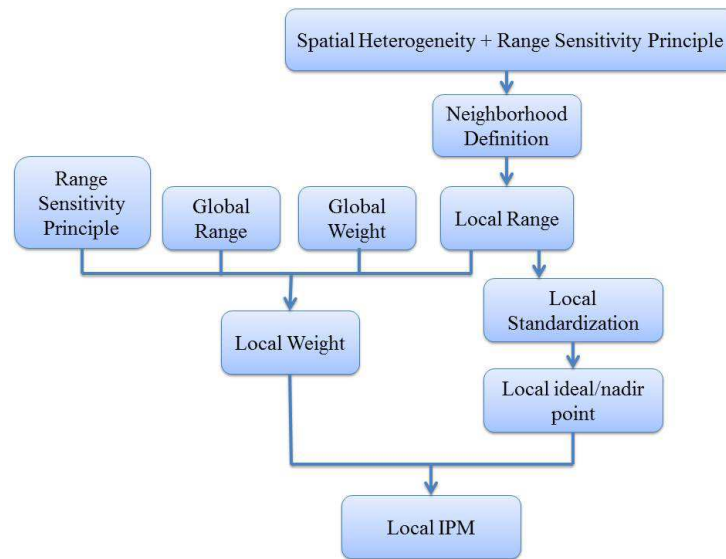 Spatial Heterogeneity + Range Sensitivity Principle
Neighborhood
Definition
Range
Sensitivity
Principle
Global
Range
Global
Weight
Local Range
Local
Standardization
Local Weight
Local ideal/nadir
point
Local IPM